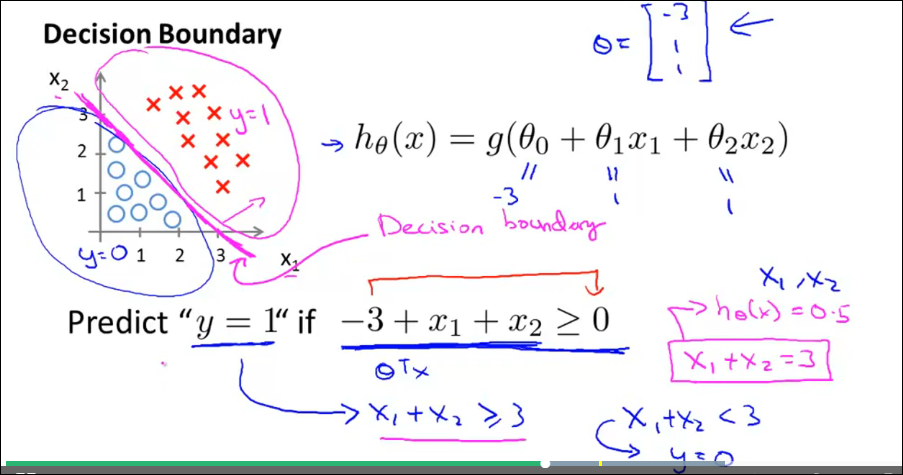 Decision Boundary
θ = [-3 1 1]
x₂
3
2
1
y=1
y=0
1 2 3
x₁
h_θ(x) = g(θ₀ + θ₁x₁ + θ₂x₂)
-3 1 1
Decision boundary
x₁, x₂
h_θ(x) = 0.5
x₁ + x₂ = 3
Predict “y = 1“ if -3 + x₁ + x₂ ≥ 0
θᵀx
x₁ + x₂ ≥ 3
x₁ + x₂ < 3
y = 0